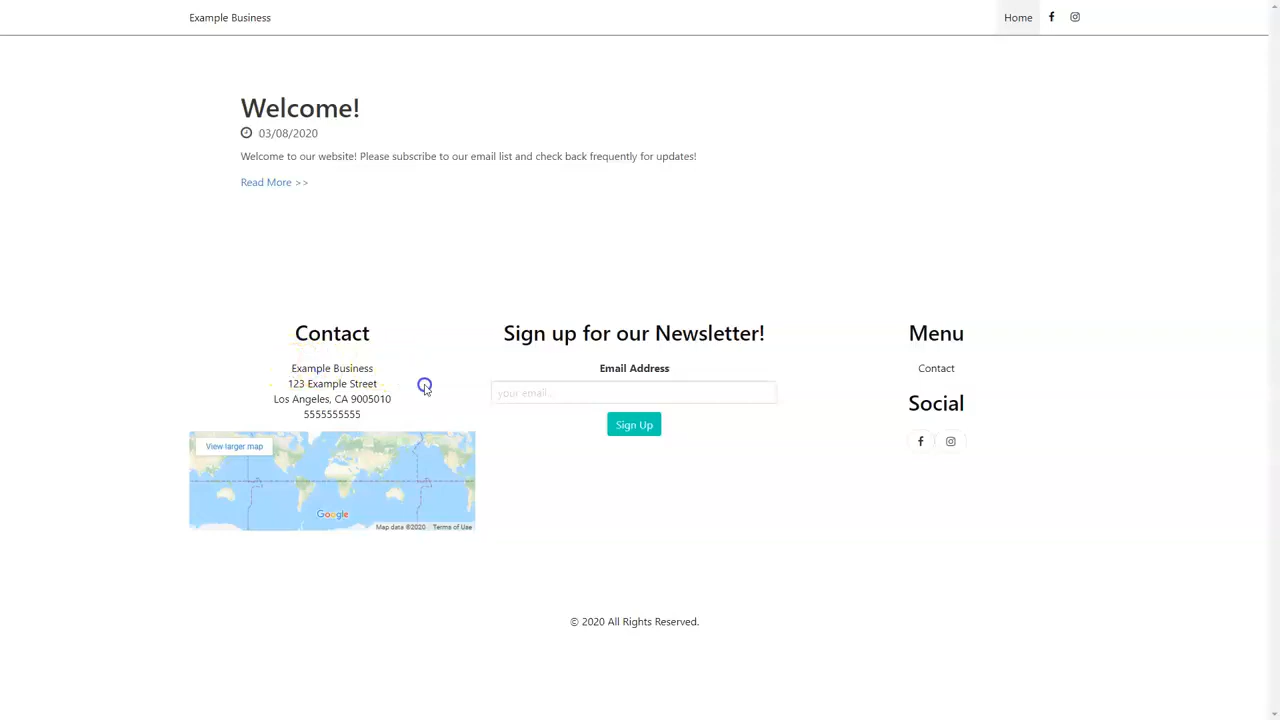 Example Business
Home
Welcome!
03/08/2020
Welcome to our website! Please subscribe to our email list and check back frequently for updates!
Read More >>
Contact
Example Business
123 Example Street
Los Angeles, CA 9005010
5555555555
View larger map
Google
Map data ©2020 Terms of Use
Sign up for our Newsletter!
Email Address
your email...
Sign Up
Menu
Contact
Social
© 2020 All Rights Reserved.